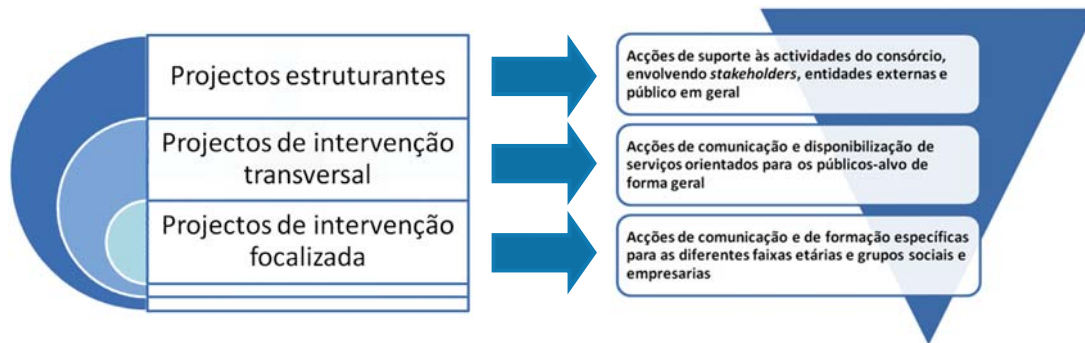 Projectos estruturantes
Acções de suporte às actividades do consórcio,
envolvendo stakeholders, entidades externas e
público em geral
Projectos de intervenção
transversal
Acções de comunicação e disponibilização de
serviços orientados para os públicos-alvo de
forma geral
Projectos de intervenção
focalizada
Acções de comunicação e de formação específicas
para as diferentes faixas etárias e grupos sociais e
empresarias